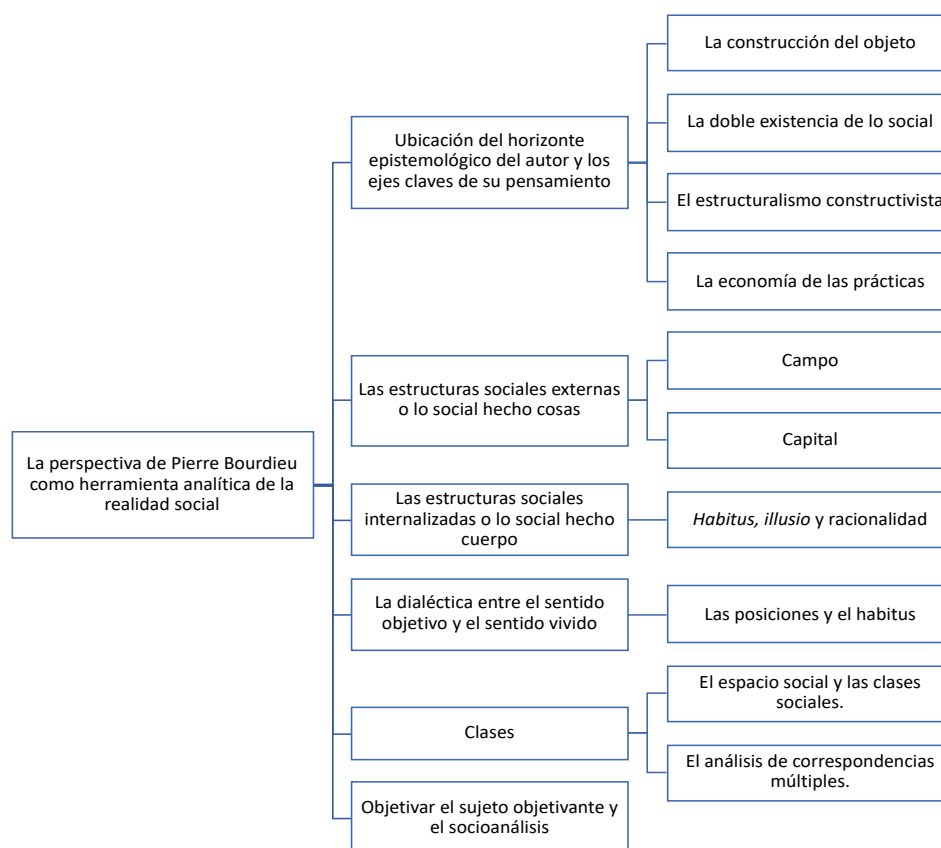 La perspectiva de Pierre Bourdieu
como herramienta analítica de la
realidad social
Ubicación del horizonte
epistemológico del autor y los
ejes claves de su pensamiento
La construcción del objeto
La doble existencia de lo social
El estructuralismo constructivista
La economía de las prácticas
Las estructuras sociales externas
o lo social hecho cosas
Campo
Capital
Las estructuras sociales
internalizadas o lo social hecho
cuerpo
Habitus, illusio y racionalidad
La dialéctica entre el sentido
objetivo y el sentido vivido
Las posiciones y el habitus
Clases
El espacio social y las clases
sociales.
El análisis de correspondencias
múltiples.
Objetivar el sujeto objetivante y
el socioanálisis